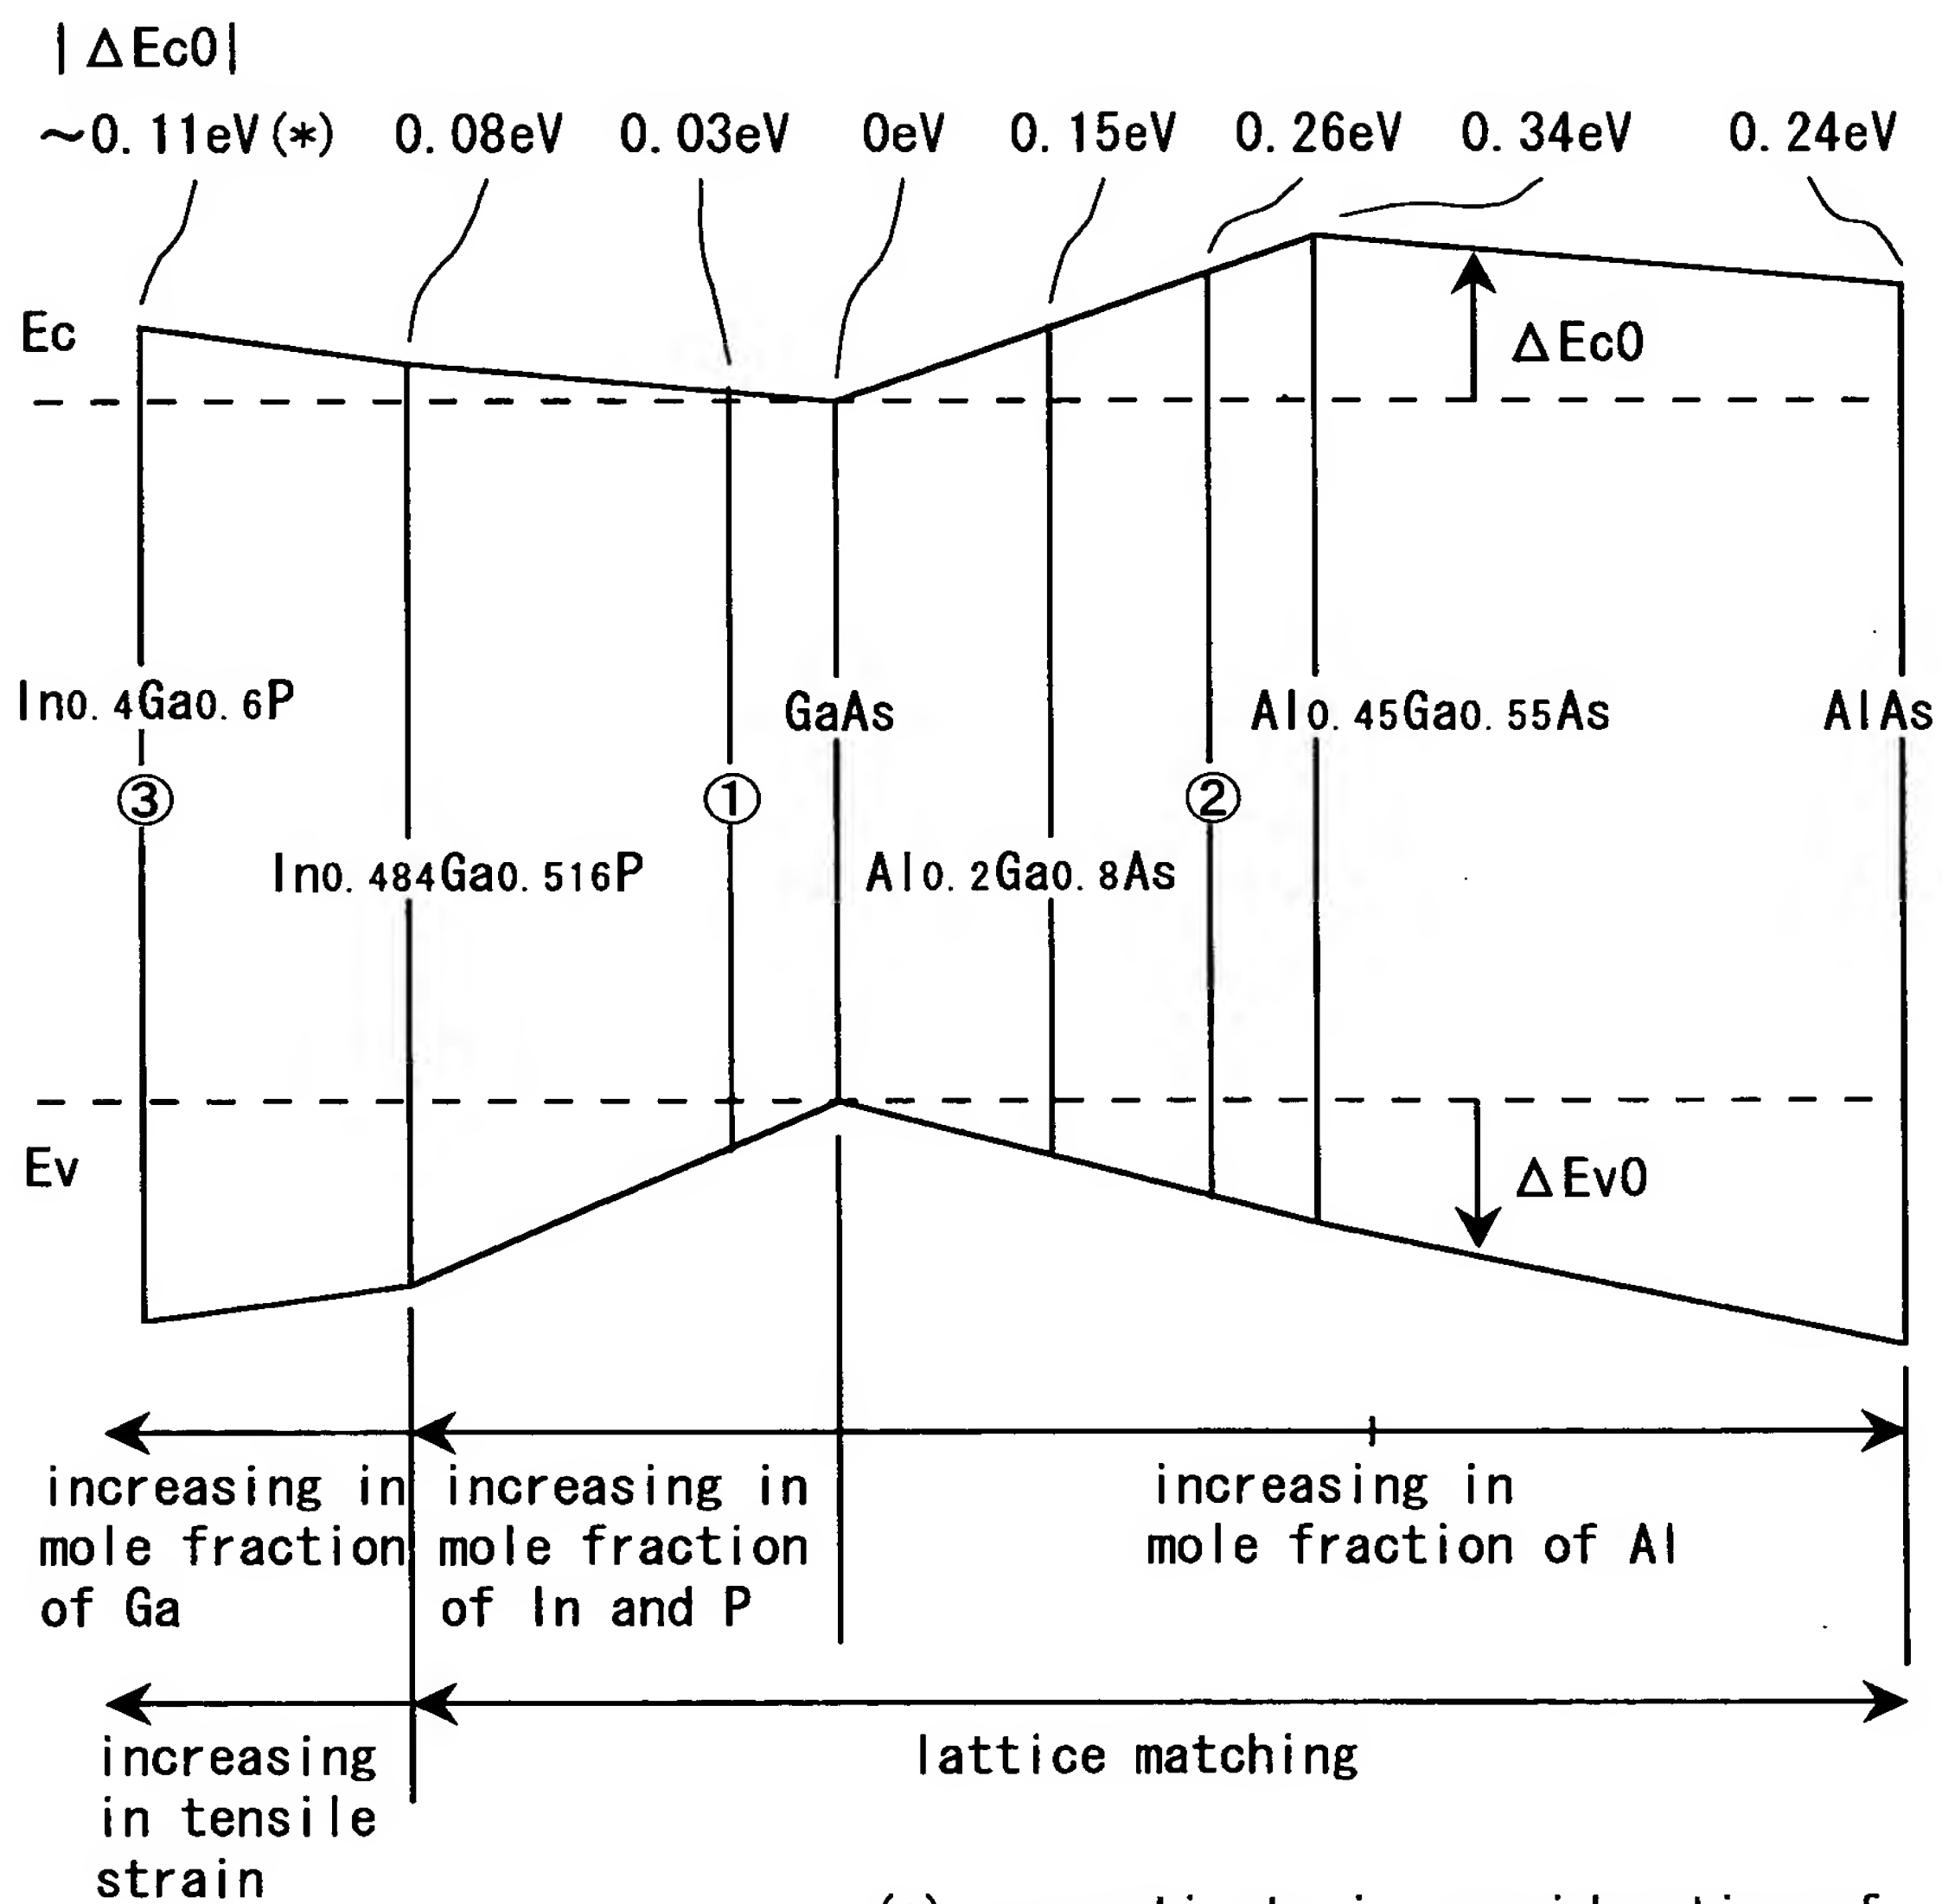 |ΔEc0|
~0.11eV(*) 0.08eV 0.03eV 0eV 0.15eV 0.26eV 0.34eV 0.24eV
Ec
ΔEc0
In0.4Ga0.6P
GaAs
Al0.45Ga0.55As
AlAs
③ ① ②
In0.484Ga0.516P
Al0.2Ga0.8As
Ev
ΔEv0
increasing in
mole fraction
of Ga
increasing in
mole fraction
of In and P
increasing in
mole fraction of Al
increasing
in tensile
strain
lattice matching